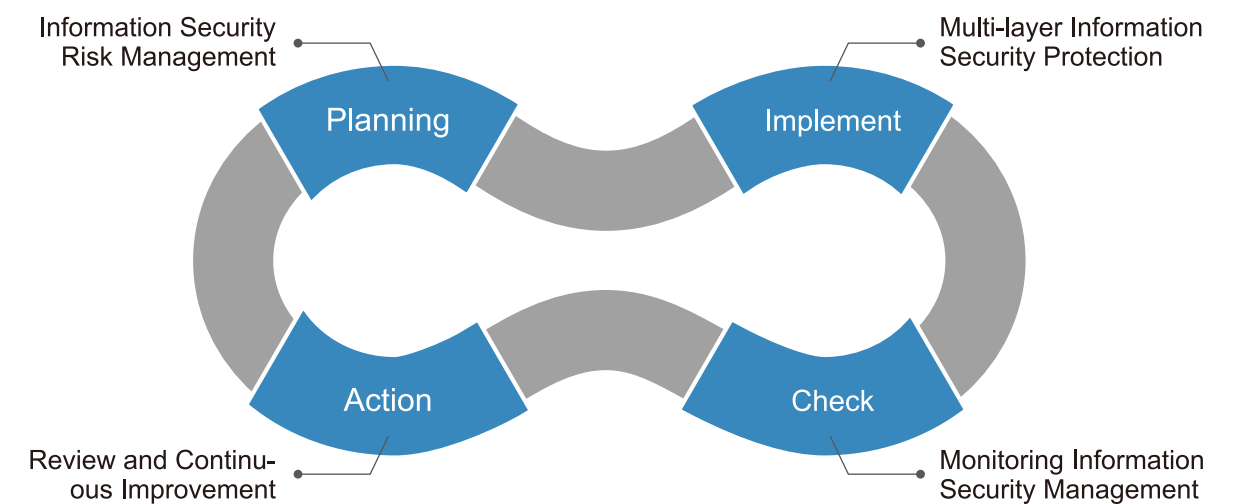 Information Security
Risk Management
Multi-layer Information
Security Protection
Planning
Implement
Action
Check
Review and Continu-
ous Improvement
Monitoring Information
Security Management